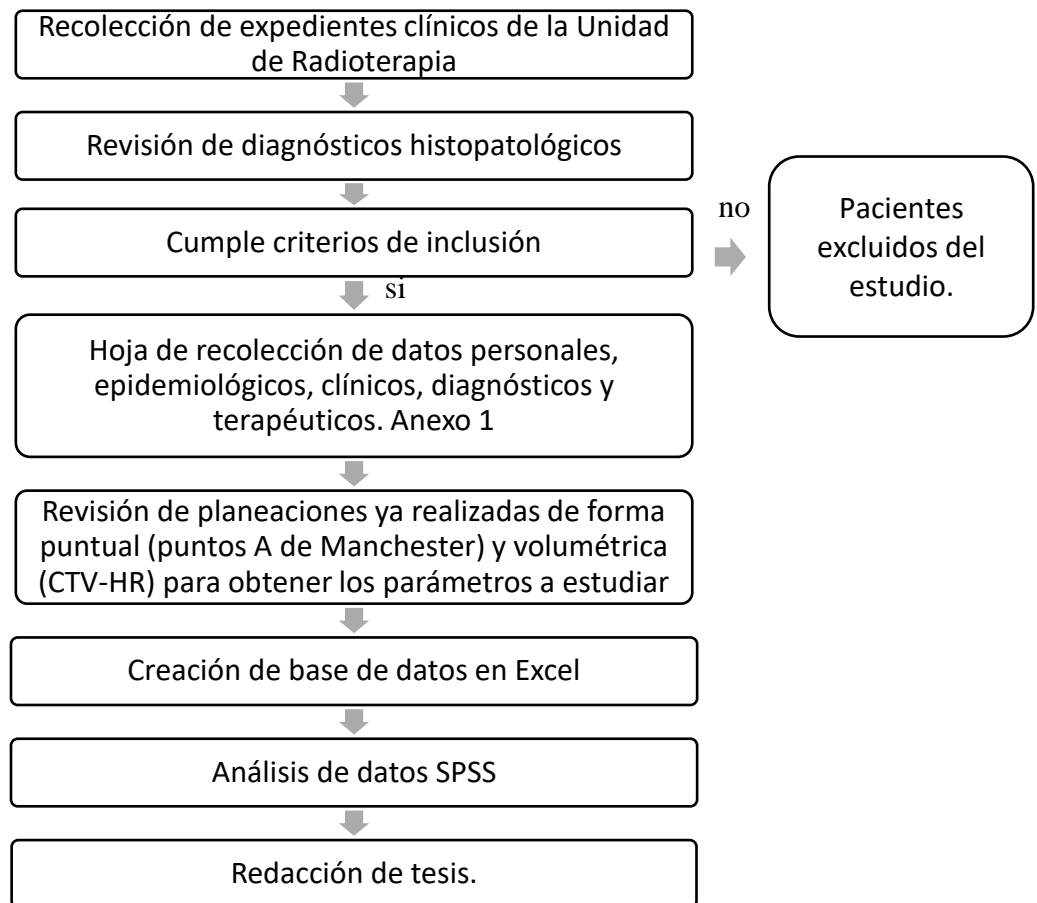 Recolección de expedientes clínicos de la Unidad
de Radioterapia
Revisión de diagnósticos histopatológicos
Cumple criterios de inclusión
no
Pacientes
excluidos del
estudio.
si
Hoja de recolección de datos personales,
epidemiológicos, clínicos, diagnósticos y
terapéuticos. Anexo 1
Revisión de planeaciones ya realizadas de forma
puntual (puntos A de Manchester) y volumétrica
(CTV-HR) para obtener los parámetros a estudiar
Creación de base de datos en Excel
Análisis de datos SPSS
Redacción de tesis.